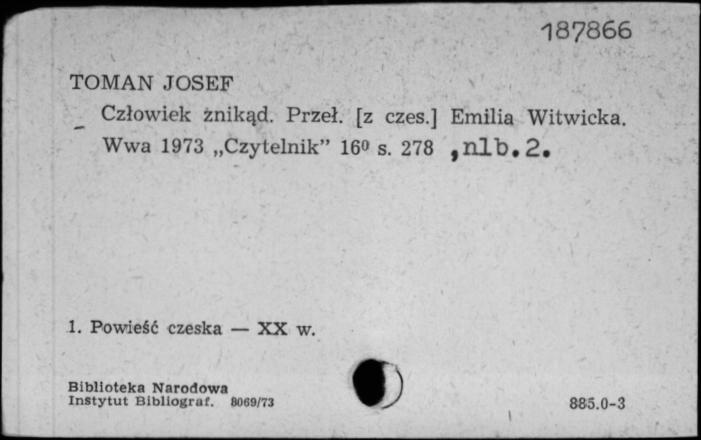 187866
TOMAN JOSEF
Człowiek znikąd. Przeł. [z czes.] Emilia Witwicka.
Wwa 1973 „Czytelnik” 16⁰ s. 278 ,nlb.2.
1. Powieść czeska — XX w.
Biblioteka Narodowa
Instytut Bibliograf. 8069/73
885.0-3